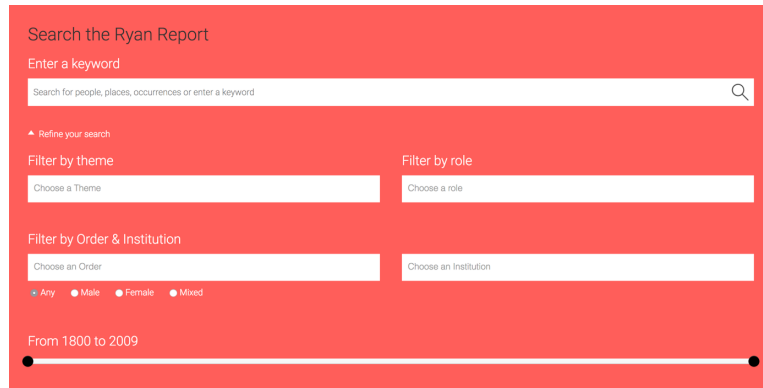 Search the Ryan Report
Enter a keyword
Search for people, places, occurrences or enter a keyword
Refine your search
Filter by theme
Filter by role
Choose a Theme
Choose a role
Filter by Order & Institution
Choose an Order
Choose an Institution
Any Male Female Mixed
From 1800 to 2009